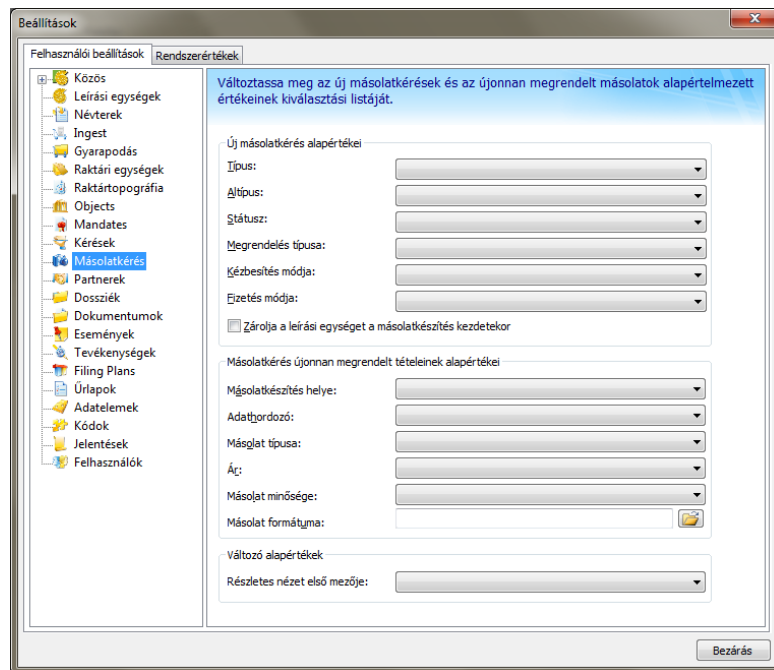 Beállítások
Felhasználói beállítások
Rendszerértékek
Közös
Leírási egységek
Névterek
Ingest
Gyarapodás
Raktári egységek
Raktártopográfia
Objects
Mandates
Kérések
Másolatkérés
Partnerek
Dossziék
Dokumentumok
Események
Tevékenységek
Filing Plans
Űrlapok
Adatelemek
Kódok
Jelentések
Felhasználók
Változtassa meg az új másolatkérések és az újonnan megrendelt másolatok alapértelmezett
értékeinek kiválasztási listáját.
Új másolatkérés alapértékei
Típus:
Altípus:
Státusz:
Megrendelés típusa:
Kézbesítés módja:
Fizetés módja:
Zárolja a leírási egységet a másolatkészítés kezdetekor
Másolatkérés újonnan megrendelt tételeinek alapértékei
Másolatkészítés helye:
Adathordozó:
Másolat típusa:
Ár:
Másolat minősége:
Másolat formátuma:
Változó alapértékek
Részletes nézet első mezője:
Bezárás